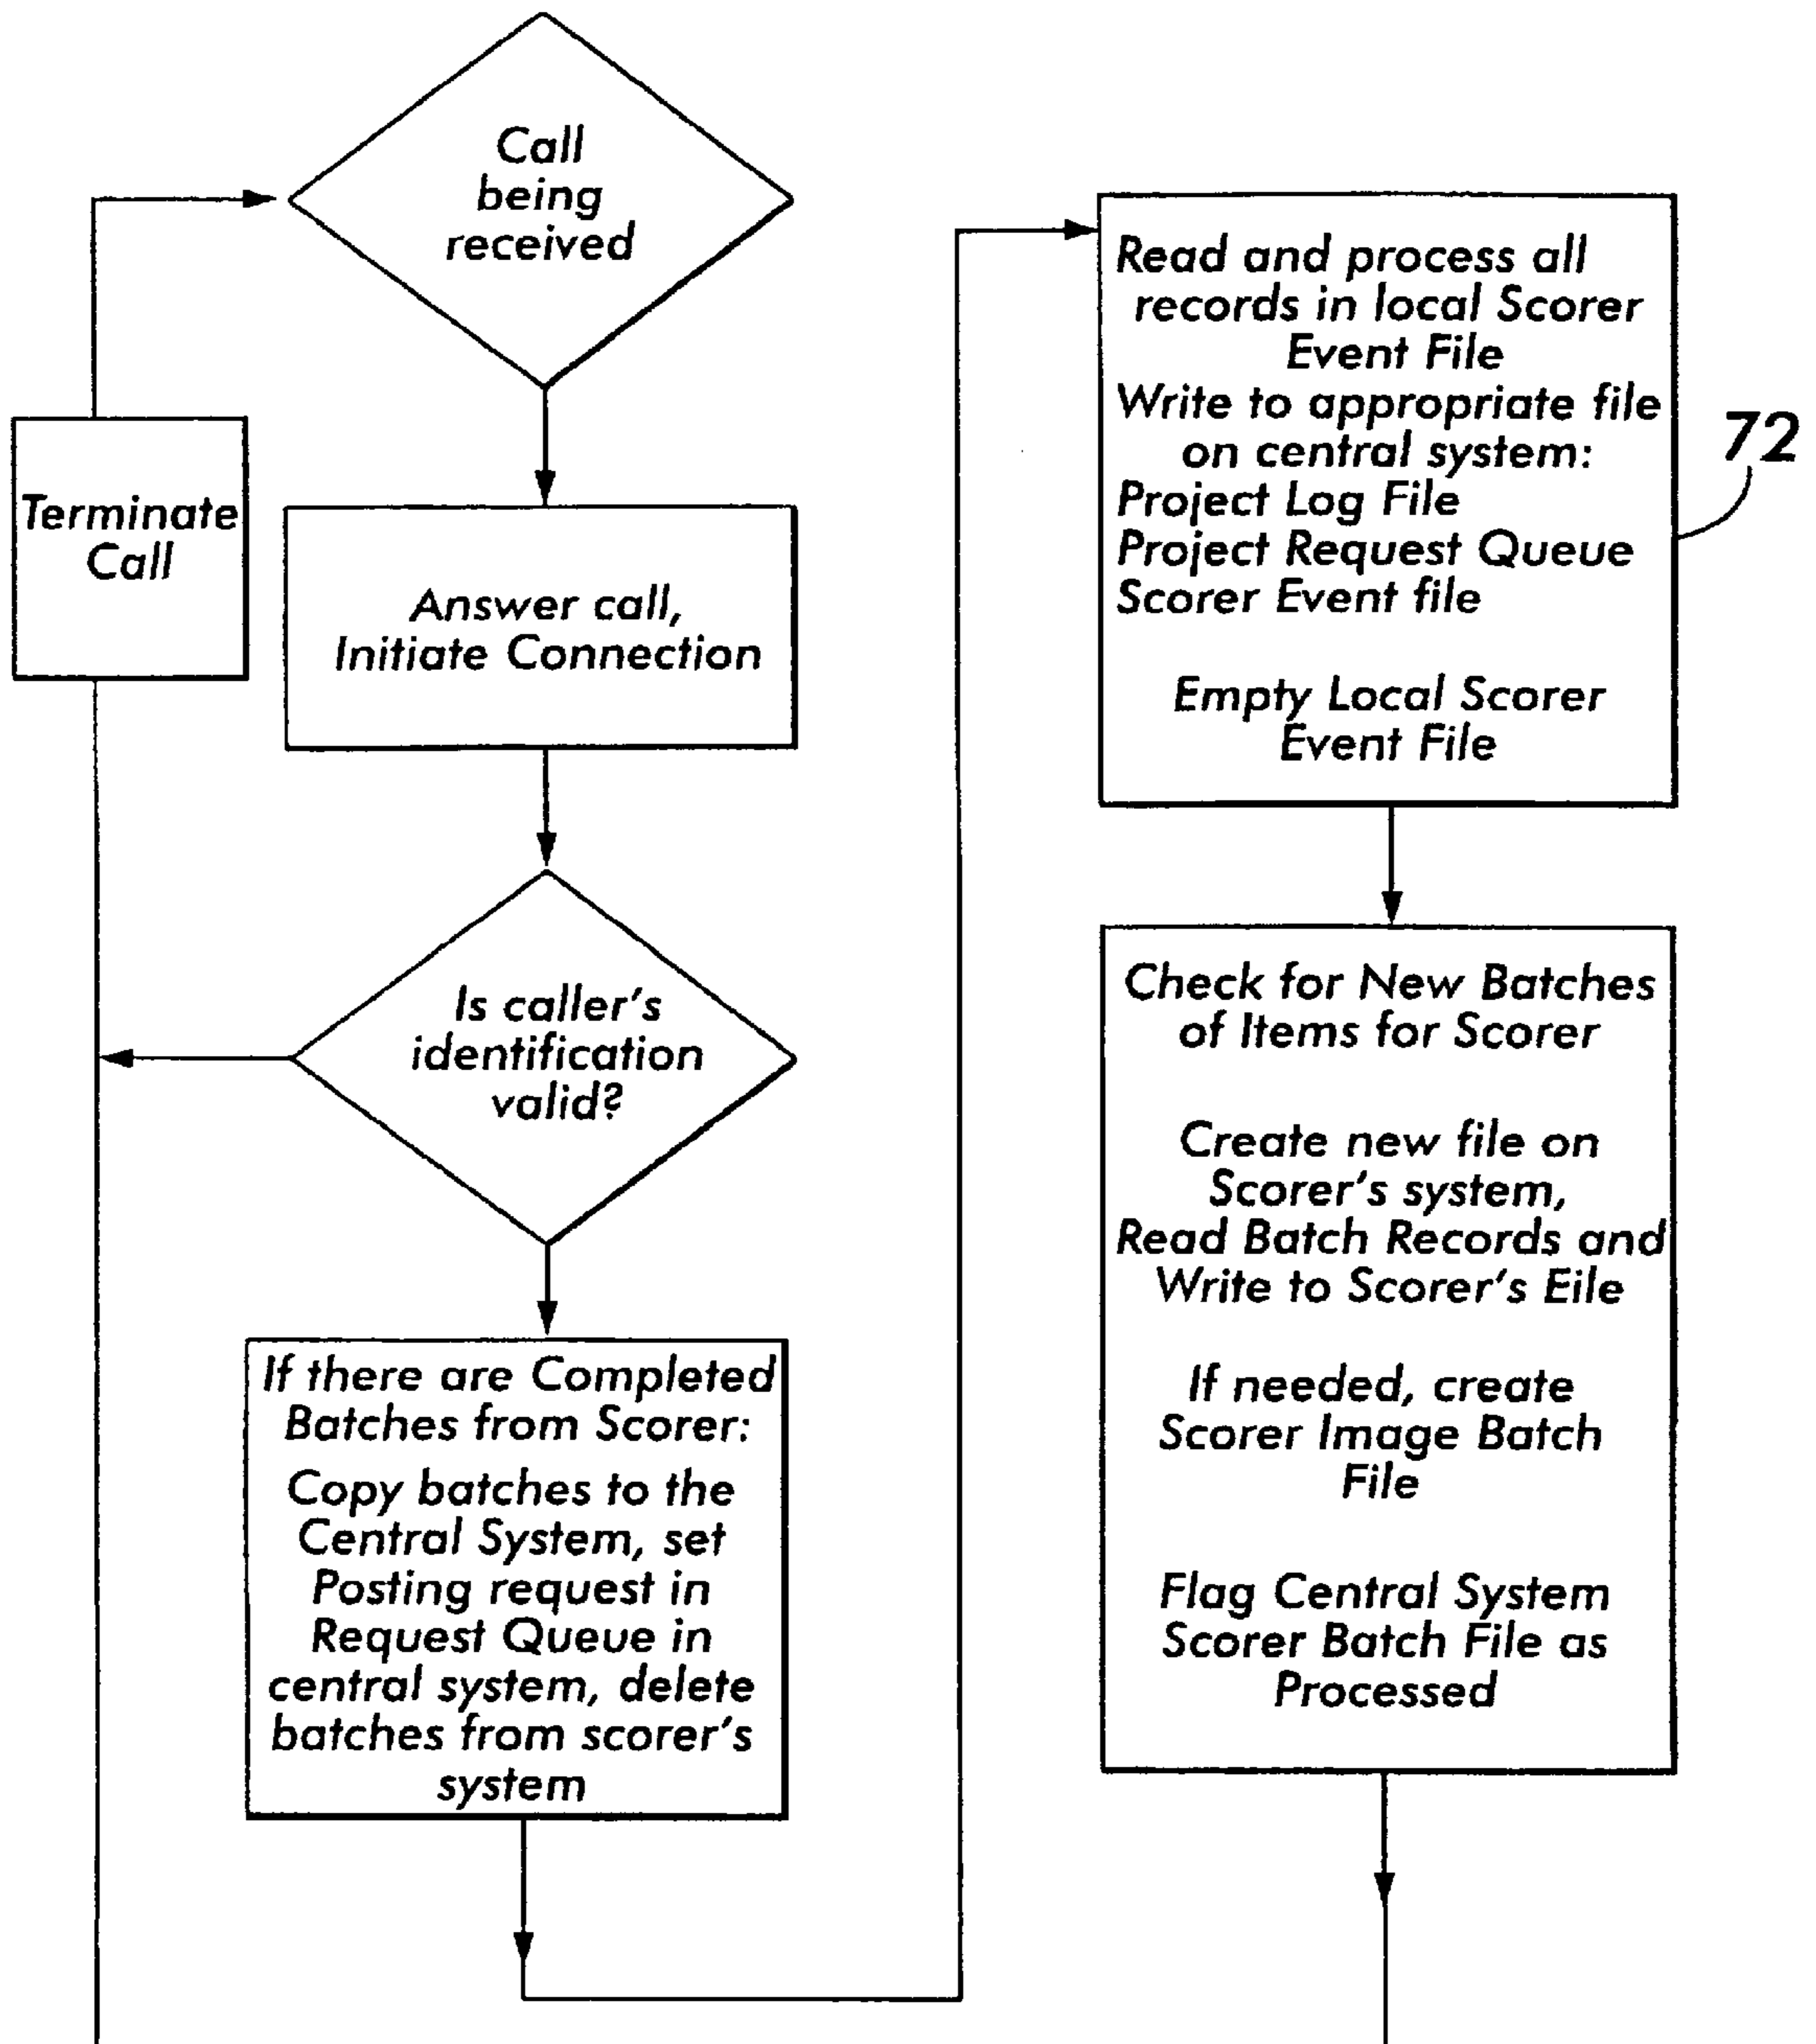 Call
being
received
Terminate
Call
Answer call,
Initiate Connection
Is caller's
identification
valid?
If there are Completed
Batches from Scorer:
Copy batches to the
Central System, set
Posting request in
Request Queue in
central system, delete
batches from scorer's
system
Read and process all
records in local Scorer
Event File
Write to appropriate file
on central system:
Project Log File
Project Request Queue
Scorer Event file
Empty Local Scorer
Event File
72
Check for New Batches
of Items for Scorer
Create new file on
Scorer's system,
Read Batch Records and
Write to Scorer's Eile
If needed, create
Scorer Image Batch
File
Flag Central System
Scorer Batch File as
Processed